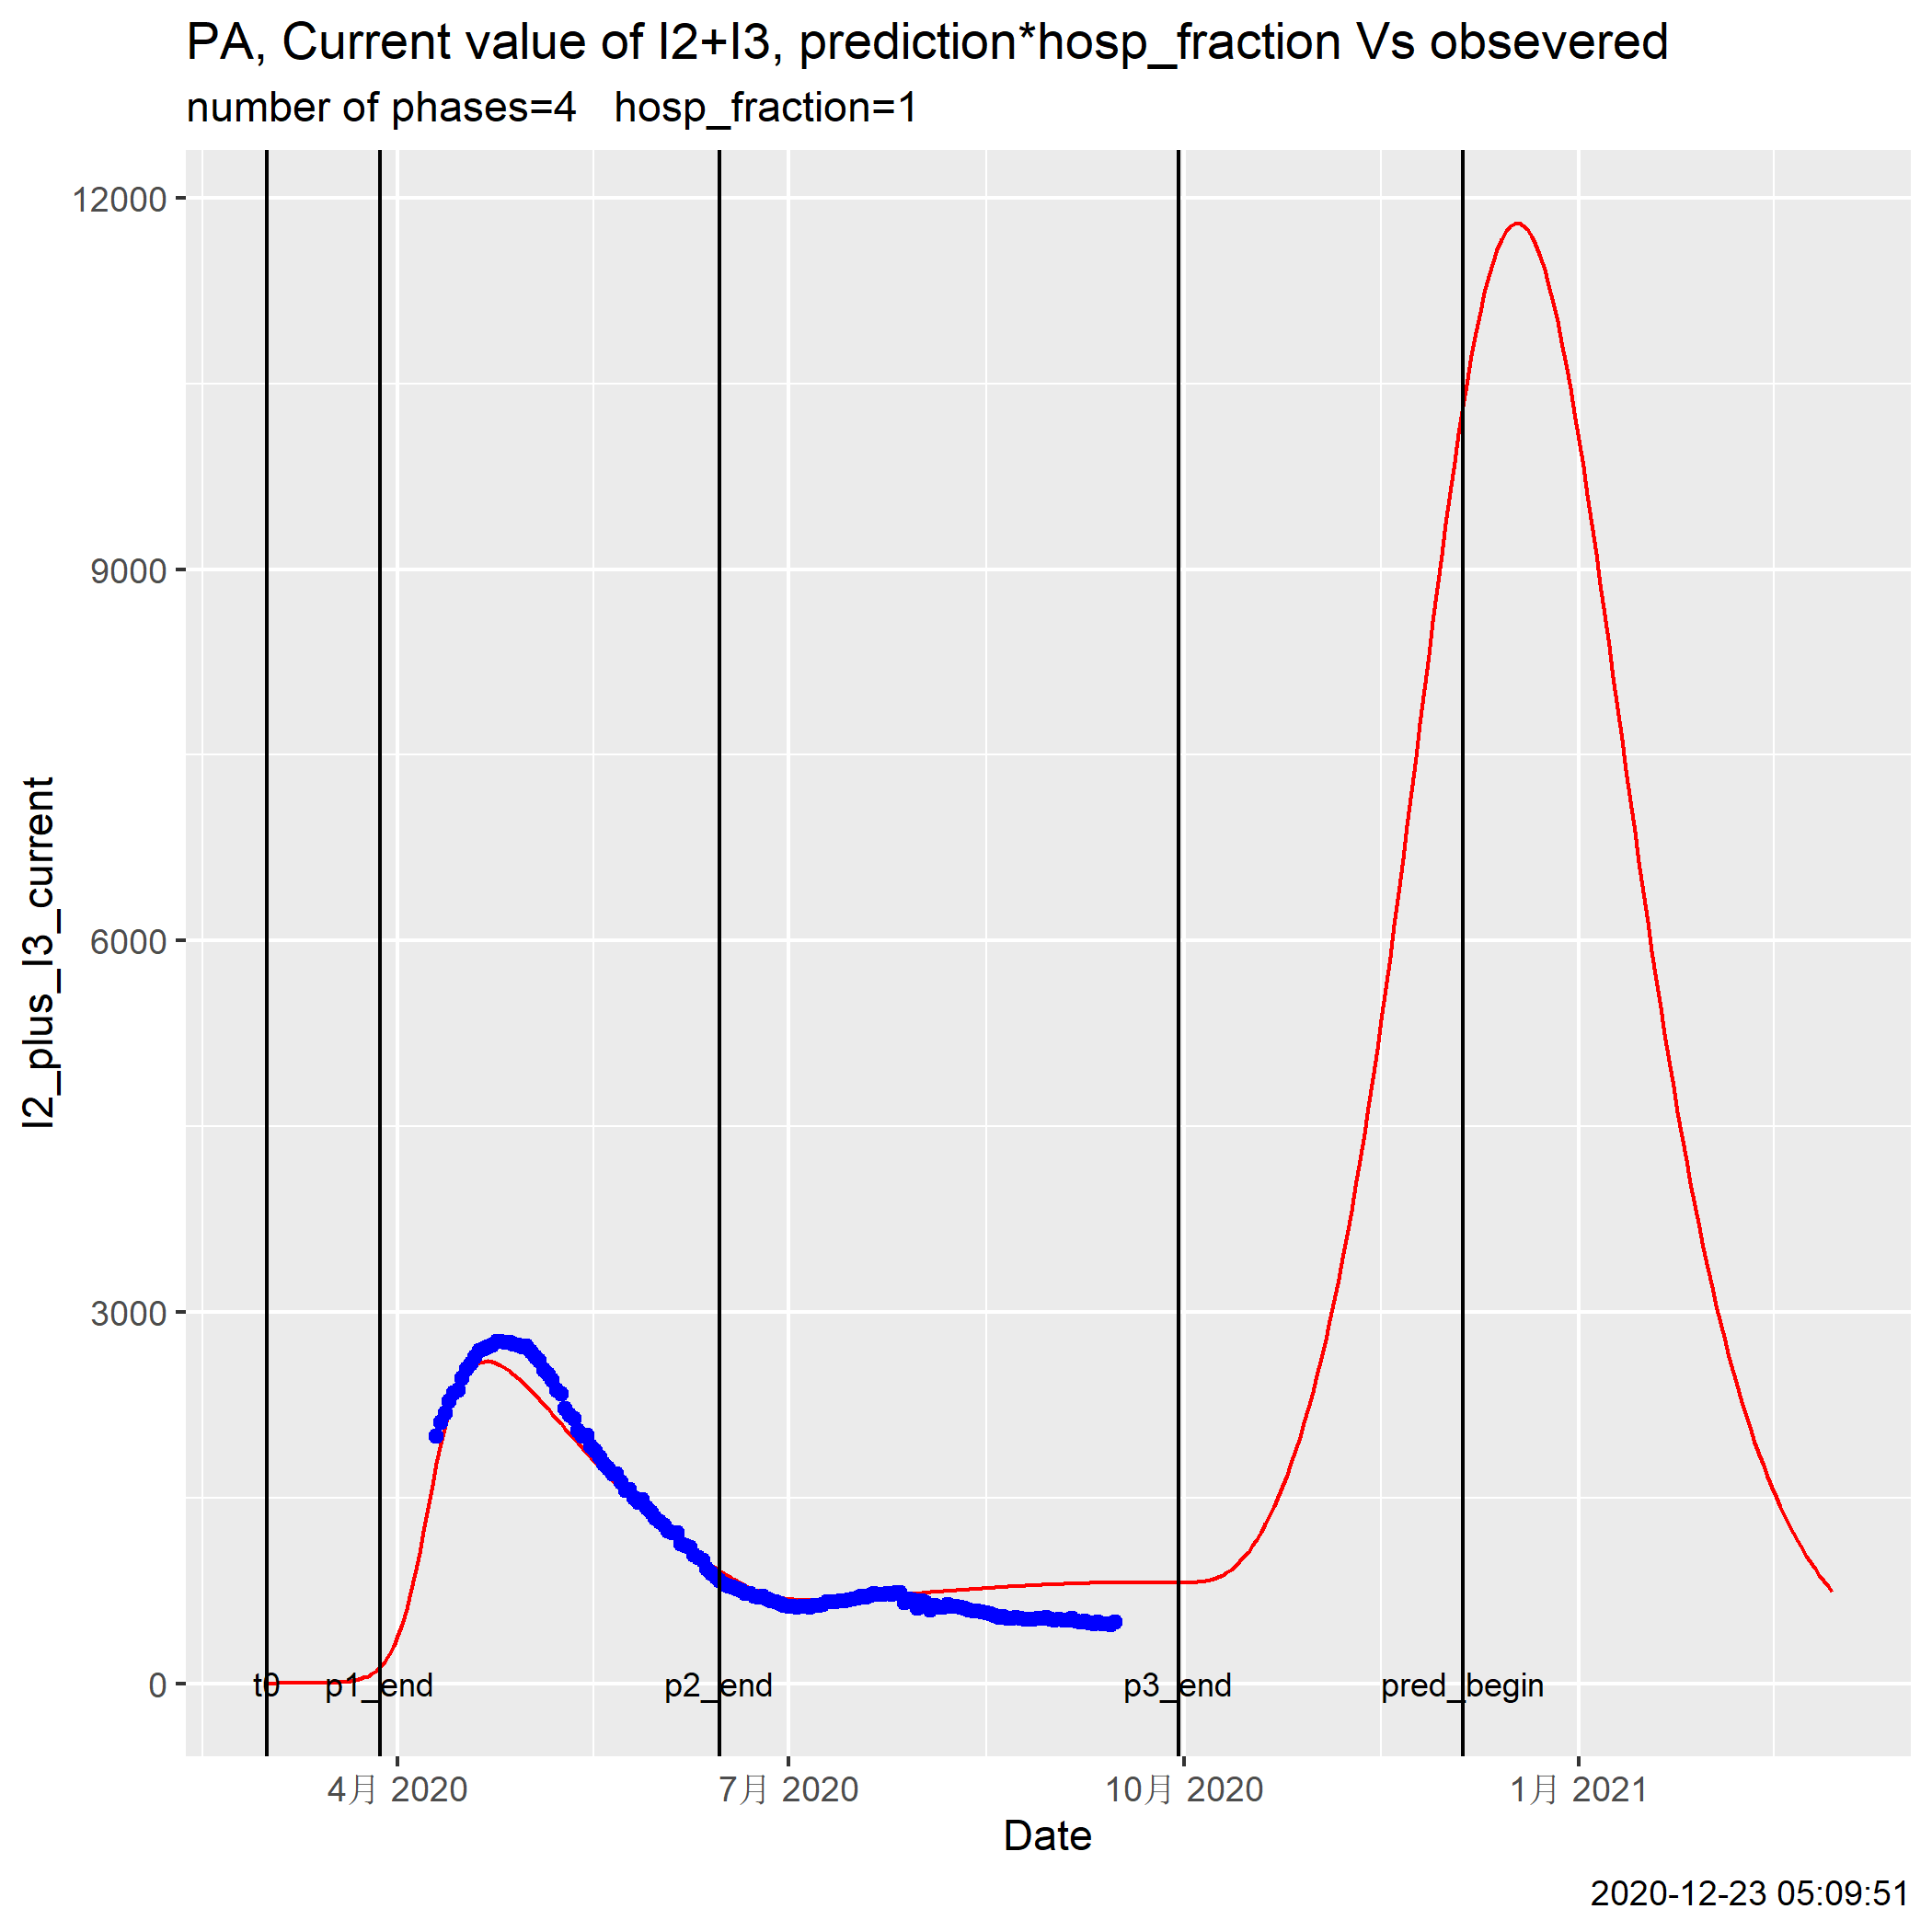 PA, Current value of I2+I3, prediction*hosp_fraction Vs obsevered
number of phases=4   hosp_fraction=1
12000
9000
6000
3000
0
I2_plus_I3_current
t0
p1_end
p2_end
p3_end
pred_begin
4月 2020
7月 2020
10月 2020
1月 2021
Date
2020-12-23 05:09:51